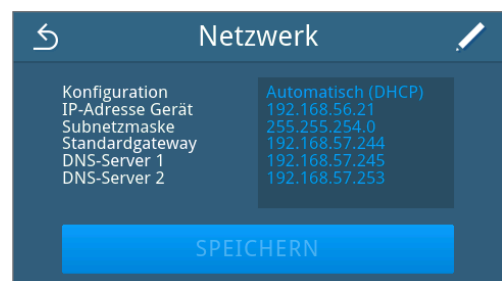 Netzwerk
Konfiguration Automatisch (DHCP)
IP-Adresse Gerät 192.168.56.21
Subnetzmaske 255.255.254.0
Standardgateway 192.168.57.244
DNS-Server 1 192.168.57.245
DNS-Server 2 192.168.57.253
SPEICHERN